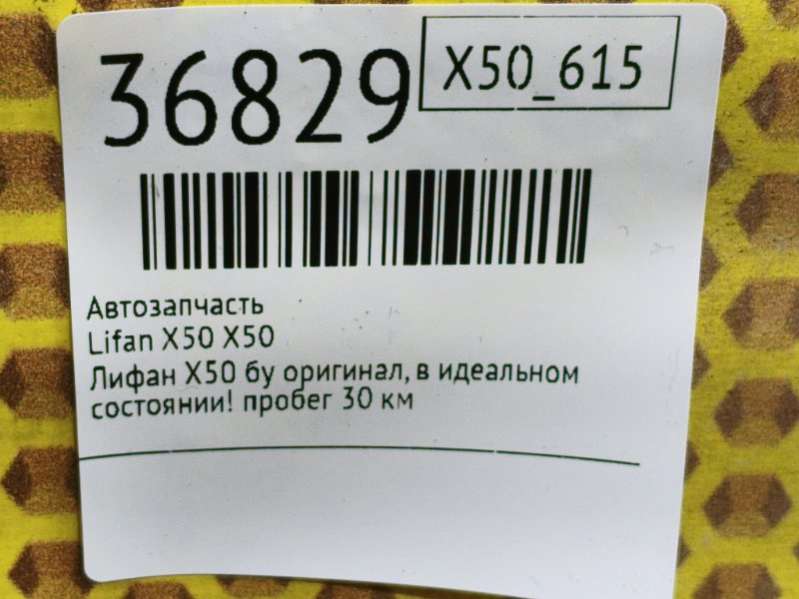 36829
X50_615
Автозапчасть
Lifan X50 X50
Лифан X50 бу оригинал, в идеальном
состоянии! пробег 30 км